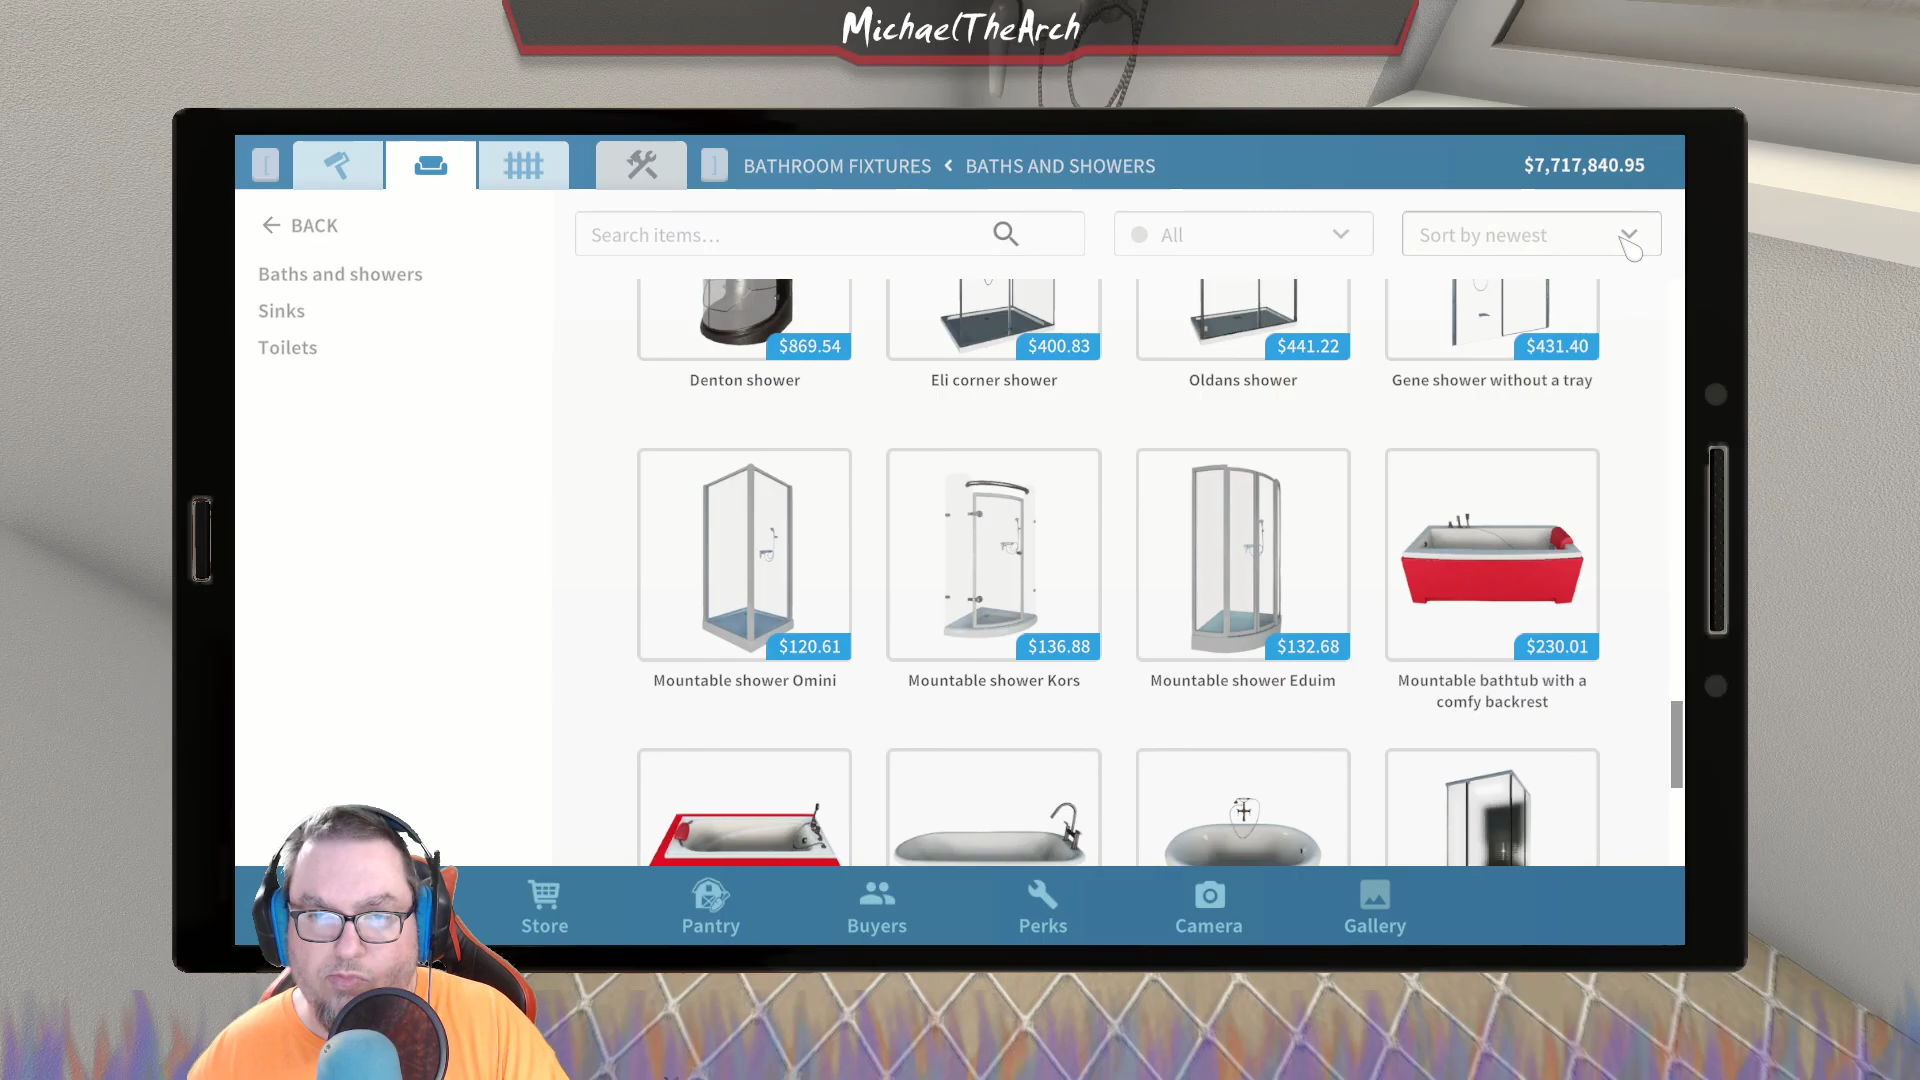 MichaelTheArch
[
]
BATHROOM FIXTURES < BATHS AND SHOWERS
$7,717,840.95
BACK
Search items...
All
Sort by newest
Baths and showers
Sinks
Toilets
$869.54
$400.83
$441.22
$431.40
Denton shower
Eli corner shower
Oldans shower
Gene shower without a tray
$120.61
$136.88
$132.68
$230.01
Mountable shower Omini
Mountable shower Kors
Mountable shower Eduim
Mountable bathtub with a
comfy backrest
Store
Pantry
Buyers
Perks
Camera
Gallery